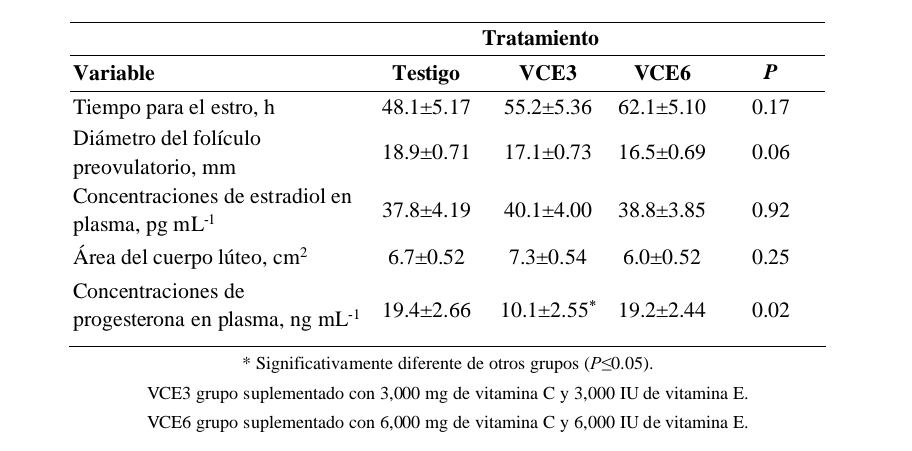 Tratamiento
Variable Testigo VCE3 VCE6 P
Tiempo para el estro, h 48.1±5.17 55.2±5.36 62.1±5.10 0.17
Diámetro del folículo
preovulatorio, mm 18.9±0.71 17.1±0.73 16.5±0.69 0.06
Concentraciones de estradiol en
plasma, pg mL⁻¹ 37.8±4.19 40.1±4.00 38.8±3.85 0.92
Área del cuerpo lúteo, cm² 6.7±0.52 7.3±0.54 6.0±0.52 0.25
Concentraciones de
progesterona en plasma, ng mL⁻¹ 19.4±2.66 10.1±2.55* 19.2±2.44 0.02
* Significativamente diferente de otros grupos (P≤0.05).
VCE3 grupo suplementado con 3,000 mg de vitamina C y 3,000 IU de vitamina E.
VCE6 grupo suplementado con 6,000 mg de vitamina C y 6,000 IU de vitamina E.